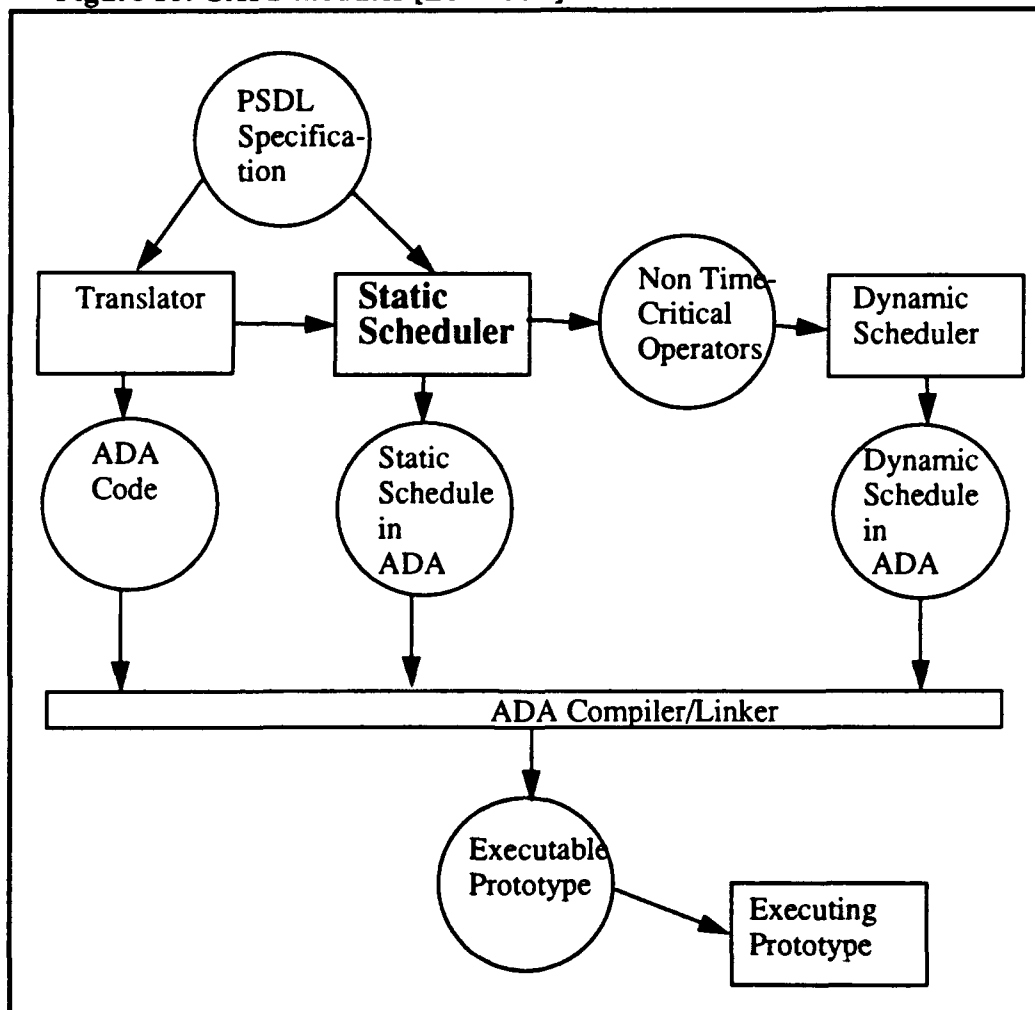 PSDL
Specifica-
tion
Translator
Static
Scheduler
Non Time-
Critical
Operators
Dynamic
Scheduler
ADA
Code
Static
Schedule
in
ADA
Dynamic
Schedule
in
ADA
ADA Compiler/Linker
Executable
Prototype
Executing
Prototype